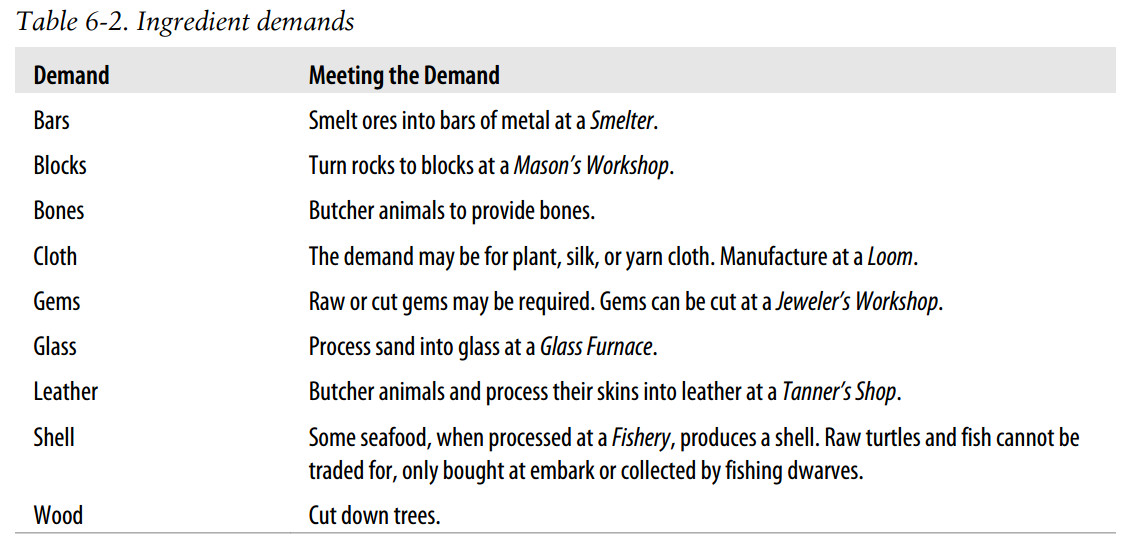 Table 6-2. Ingredient demands
Demand Meeting the Demand
Bars Smelt ores into bars of metal at a Smelter.
Blocks Turn rocks to blocks at a Mason’s Workshop.
Bones Butcher animals to provide bones.
Cloth The demand may be for plant, silk, or yarn cloth. Manufacture at a Loom.
Gems Raw or cut gems may be required. Gems can be cut at a Jeweler’s Workshop.
Glass Process sand into glass at a Glass Furnace.
Leather Butcher animals and process their skins into leather at a Tanner’s Shop.
Shell Some seafood, when processed at a Fishery, produces a shell. Raw turtles and fish cannot be
traded for, only bought at embark or collected by fishing dwarves.
Wood Cut down trees.